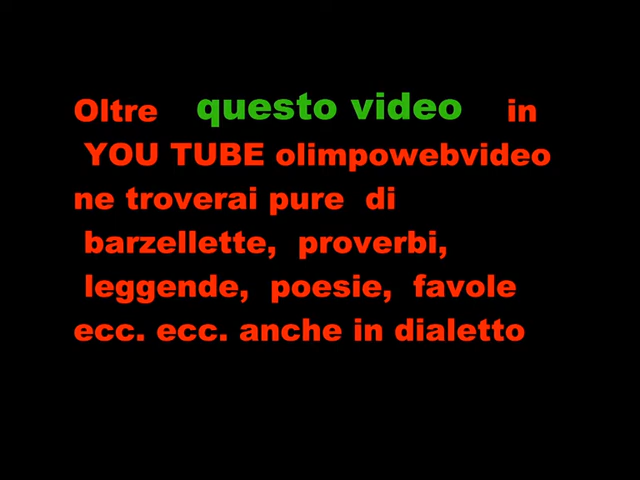 Oltre questo video in
YOU TUBE olimpowebvideo
ne troverai pure di
barzellette, proverbi,
leggende, poesie, favole
ecc. ecc. anche in dialetto